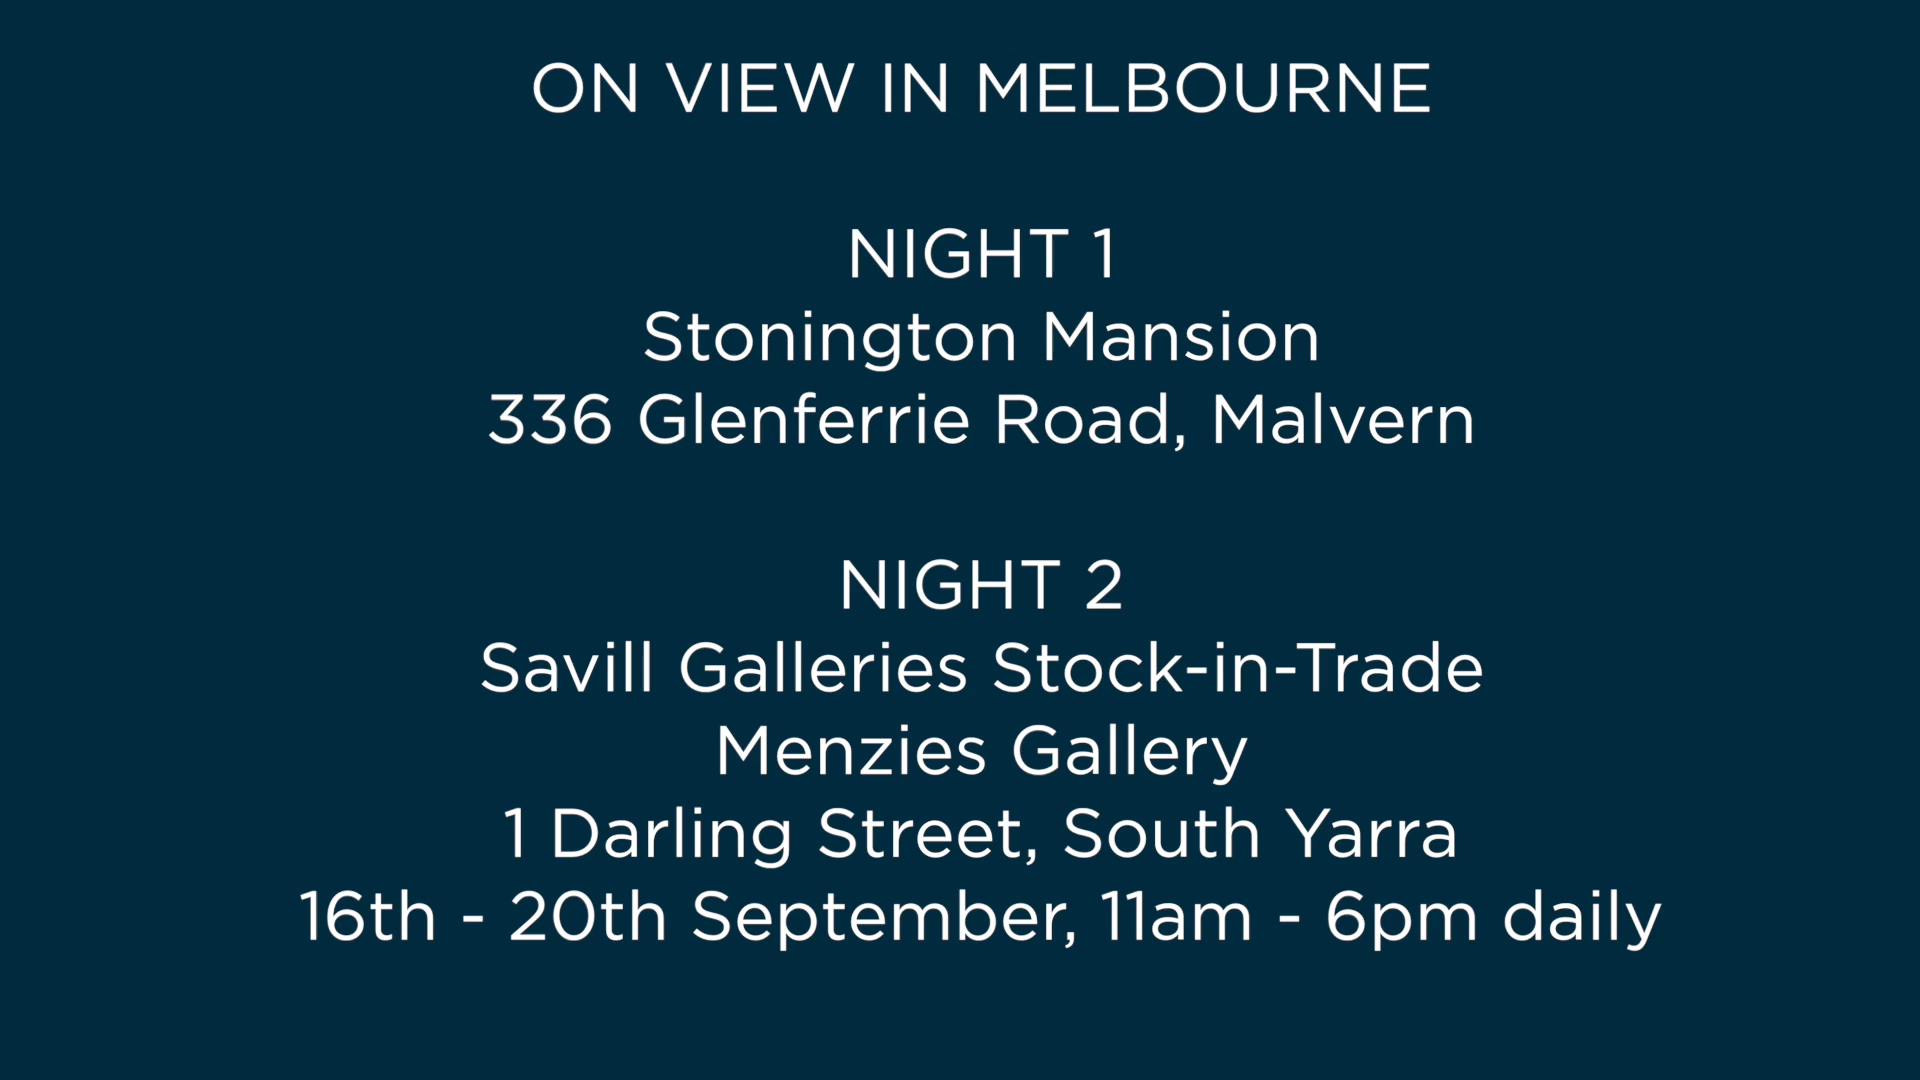 ON VIEW IN MELBOURNE
NIGHT 1
Stonington Mansion
336 Glenferrie Road, Malvern
NIGHT 2
Savill Galleries Stock-in-Trade
Menzies Gallery
1 Darling Street, South Yarra
16th - 20th September, 11am - 6pm daily